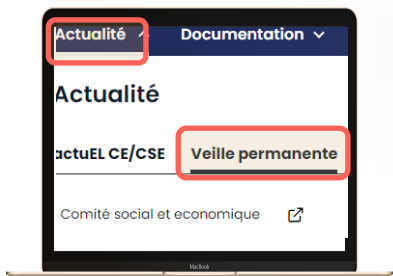 Actualité Documentation
Actualité
actuEL CE/CSE Veille permanente
Comité social et economique
MacBook